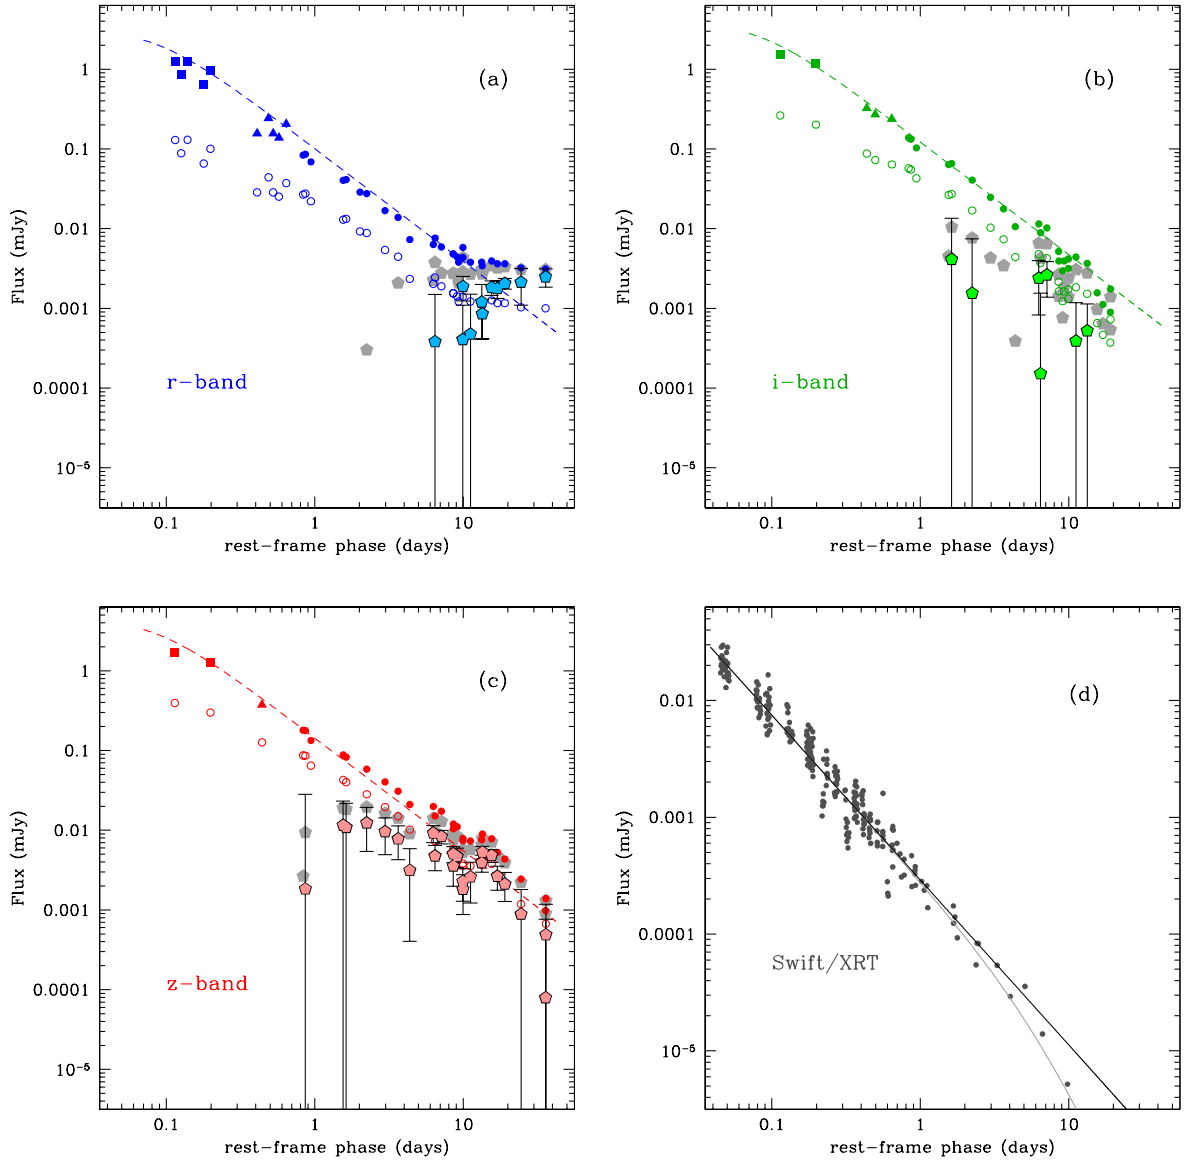 (a)
1
0.1
0.01
0.001
0.0001
10⁻⁵
Flux (mJy)
r-band
0.1 1 10
rest-frame phase (days)
(b)
1
0.1
0.01
0.001
0.0001
10⁻⁵
Flux (mJy)
i-band
0.1 1 10
rest-frame phase (days)
(c)
1
0.1
0.01
0.001
0.0001
10⁻⁵
Flux (mJy)
z-band
0.1 1 10
rest-frame phase (days)
(d)
0.01
0.001
0.0001
10⁻⁵
Flux (mJy)
Swift/XRT
0.1 1 10
rest-frame phase (days)